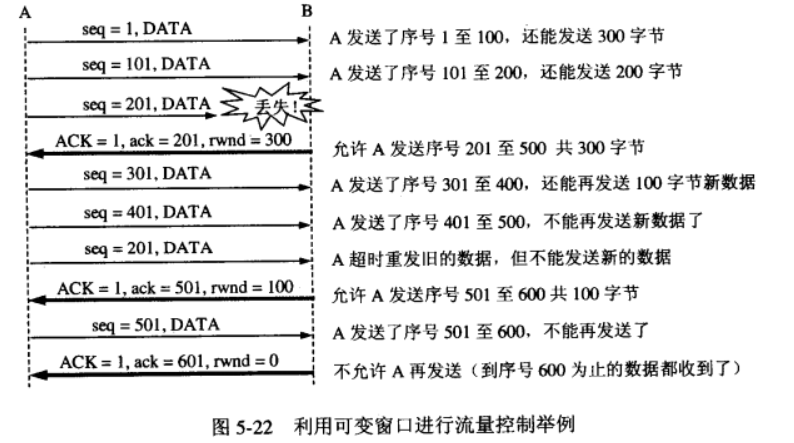 A B
seq = 1, DATA A 发送了序号 1 至 100，还能发送 300 字节
seq = 101, DATA A 发送了序号 101 至 200，还能发送 200 字节
seq = 201, DATA 丢失！
ACK = 1, ack = 201, rwnd = 300 允许 A 发送序号 201 至 500 共 300 字节
seq = 301, DATA A 发送了序号 301 至 400，还能再发送 100 字节新数据
seq = 401, DATA A 发送了序号 401 至 500，不能再发送新数据了
seq = 201, DATA A 超时重发旧的数据，但不能发送新的数据
ACK = 1, ack = 501, rwnd = 100 允许 A 发送序号 501 至 600 共 100 字节
seq = 501, DATA A 发送了序号 501 至 600，不能再发送了
ACK = 1, ack = 601, rwnd = 0 不允许 A 再发送（到序号 600 为止的数据都收到了）
图 5-22 利用可变窗口进行流量控制举例